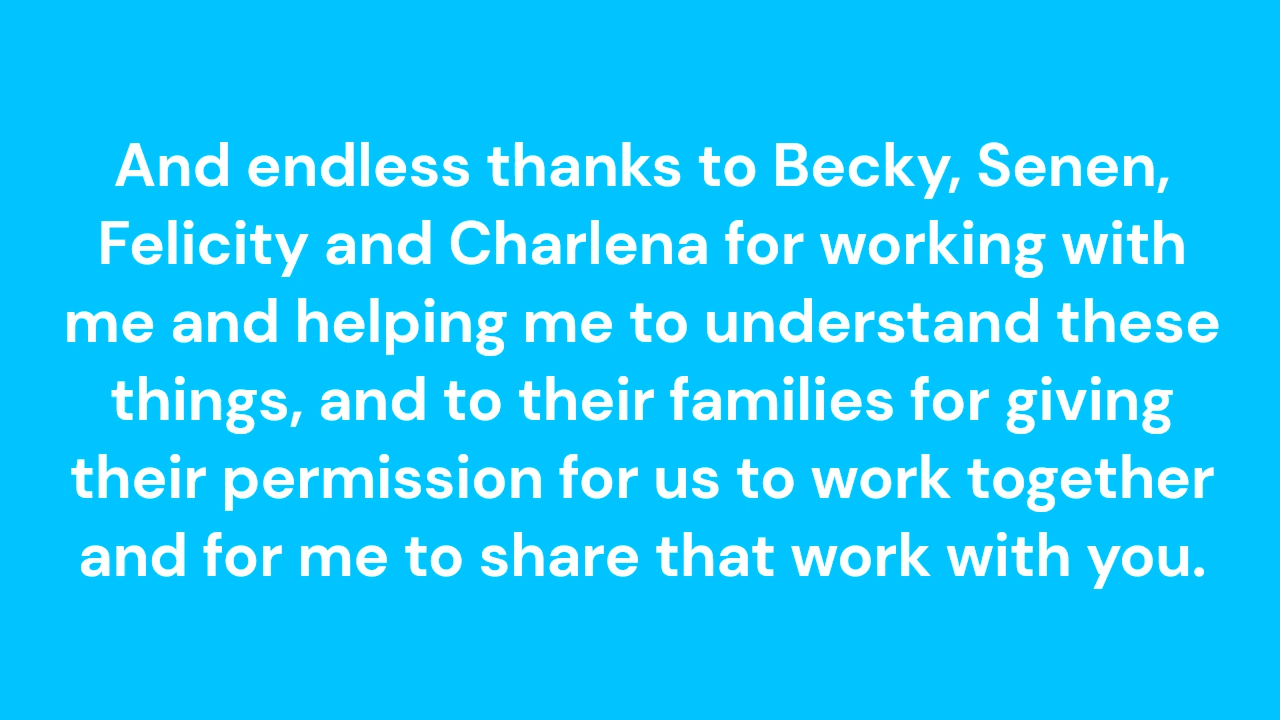 And endless thanks to Becky, Senen,
Felicity and Charlena for working with
me and helping me to understand these
things, and to their families for giving
their permission for us to work together
and for me to share that work with you.